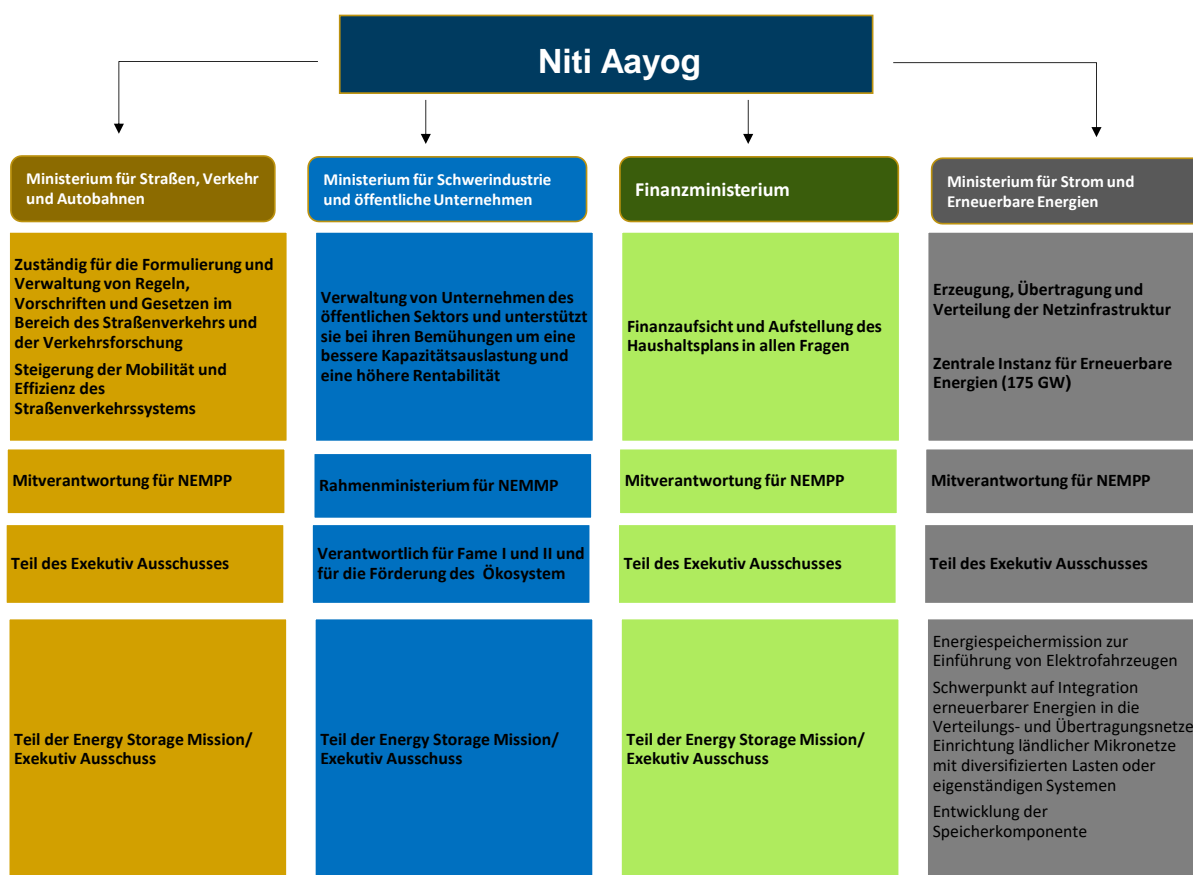 Niti Aayog
Ministerium für Straßen, Verkehr
und Autobahnen
Zuständig für die Formulierung und
Verwaltung von Regeln,
Vorschriften und Gesetzen im
Bereich des Straßenverkehrs und
der Verkehrsforschung
Steigerung der Mobilität und
Effizienz des
Straßenverkehrssystems
Mitverantwortung für NEMPP
Teil des Exekutiv Ausschusses
Teil der Energy Storage Mission/
Exekutiv Ausschuss
Ministerium für Schwerindustrie
und öffentliche Unternehmen
Verwaltung von Unternehmen des
öffentlichen Sektors und unterstützt
sie bei ihren Bemühungen um eine
bessere Kapazitätsauslastung und
eine höhere Rentabilität
Rahmenministerium für NEMMP
Verantwortlich für Fame I und II und
für die Förderung des Ökosystem
Teil der Energy Storage Mission/
Exekutiv Ausschuss
Finanzministerium
Finanzaufsicht und Aufstellung des
Haushaltsplans in allen Fragen
Mitverantwortung für NEMPP
Teil des Exekutiv Ausschusses
Teil der Energy Storage Mission/
Exekutiv Ausschuss
Ministerium für Strom und
Erneuerbare Energien
Erzeugung, Übertragung und
Verteilung der Netzinfrastruktur
Zentrale Instanz für Erneuerbare
Energien (175 GW)
Mitverantwortung für NEMPP
Teil des Exekutiv Ausschusses
Energiespeichermission zur
Einführung von Elektrofahrzeugen
Schwerpunkt auf Integration
erneuerbarer Energien in die
Verteilungs- und Übertragungsnetze
Einrichtung ländlicher Mikronetze
mit diversifizierten Lasten oder
eigenständigen Systemen
Entwicklung der
Speicherkomponente